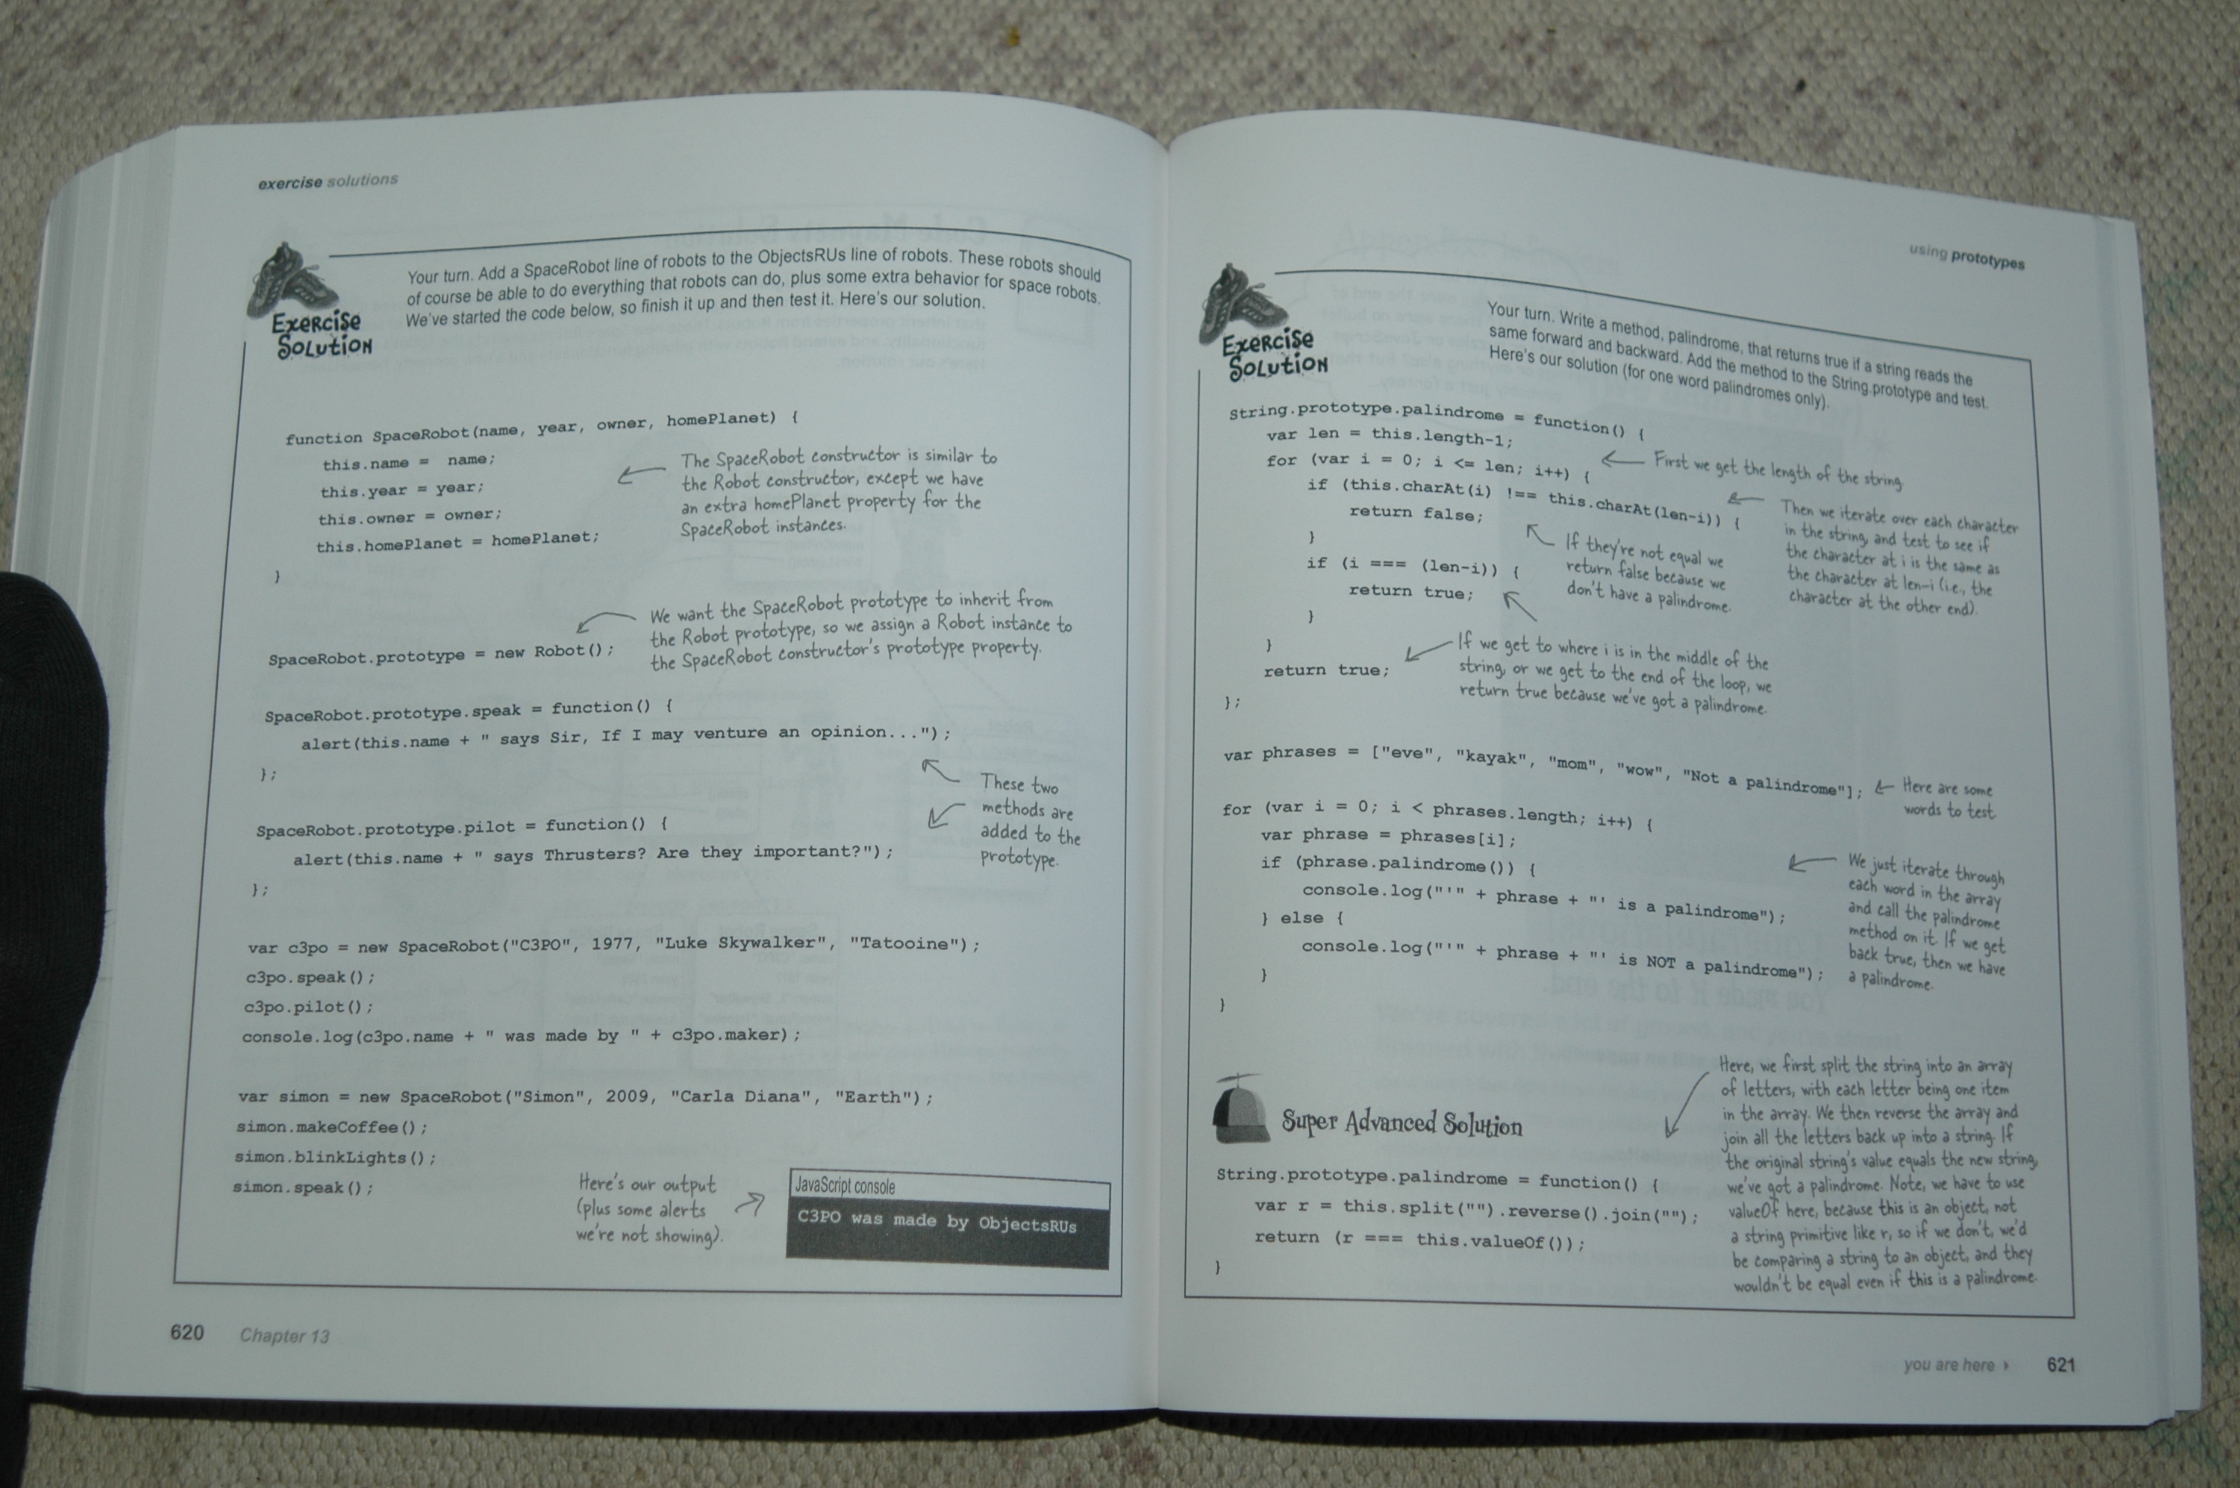 exercise solutions
Exercise
Solution
Your turn. Add a SpaceRobot line of robots to the ObjectsRUs line of robots. These robots should
of course be able to do everything that robots can do, plus some extra behavior for space robots.
We've started the code below, so finish it up and then test it. Here's our solution.
function SpaceRobot(name, year, owner, homePlanet) {
this.name = name;
this.year = year;
this.owner = owner;
this.homePlanet = homePlanet;
}
The SpaceRobot constructor is similar to
the Robot constructor, except we have
an extra homePlanet property for the
SpaceRobot instances.
We want the SpaceRobot prototype to inherit from
the Robot prototype, so we assign a Robot instance to
the SpaceRobot constructor's prototype property.
SpaceRobot.prototype = new Robot();
SpaceRobot.prototype.speak = function() {
alert(this.name + " says Sir, If I may venture an opinion...");
};
These two
methods are
added to the
prototype.
SpaceRobot.prototype.pilot = function() {
alert(this.name + " says Thrusters? Are they important?");
};
var c3po = new SpaceRobot("C3PO", 1977, "Luke Skywalker", "Tatooine");
c3po.speak();
c3po.pilot();
console.log(c3po.name + " was made by " + c3po.maker);
var simon = new SpaceRobot("Simon", 2009, "Carla Diana", "Earth");
simon.makeCoffee();
simon.blinkLights();
simon.speak();
Here's our output
(plus some alerts
we're not showing).
JavaScript console
C3PO was made by ObjectsRUs
620 Chapter 13
using prototypes
Exercise
Solution
Your turn. Write a method, palindrome, that returns true if a string reads the
same forward and backward. Add the method to the String.prototype and test.
Here's our solution (for one word palindromes only).
String.prototype.palindrome = function() {
var len = this.length-1;
for (var i = 0; i <= len; i++) {
if (this.charAt(i) !== this.charAt(len-i)) {
return false;
}
if (i === (len-i)) {
return true;
}
}
return true;
};
First we get the length of the string.
Then we iterate over each character
in the string, and test to see if
the character at i is the same as
the character at len-i (i.e., the
character at the other end).
If they're not equal we
return false because we
don't have a palindrome.
If we get to where i is in the middle of the
string, or we get to the end of the loop, we
return true because we've got a palindrome.
var phrases = ["eve", "kayak", "mom", "wow", "Not a palindrome"];
Here are some
words to test.
for (var i = 0; i < phrases.length; i++) {
var phrase = phrases[i];
if (phrase.palindrome()) {
console.log("'" + phrase + "' is a palindrome");
} else {
console.log("'" + phrase + "' is NOT a palindrome");
}
}
We just iterate through
each word in the array
and call the palindrome
method on it. If we get
back true, then we have
a palindrome.
Super Advanced Solution
String.prototype.palindrome = function() {
var r = this.split("").reverse().join("");
return (r === this.valueOf());
}
Here, we first split the string into an array
of letters, with each letter being one item
in the array. We then reverse the array and
join all the letters back up into a string. If
the original string's value equals the new string,
we've got a palindrome. Note, we have to use
valueOf here, because this is an object, not
a string primitive like r, so if we don't, we'd
be comparing a string to an object, and they
wouldn't be equal even if this is a palindrome.
you are here › 621